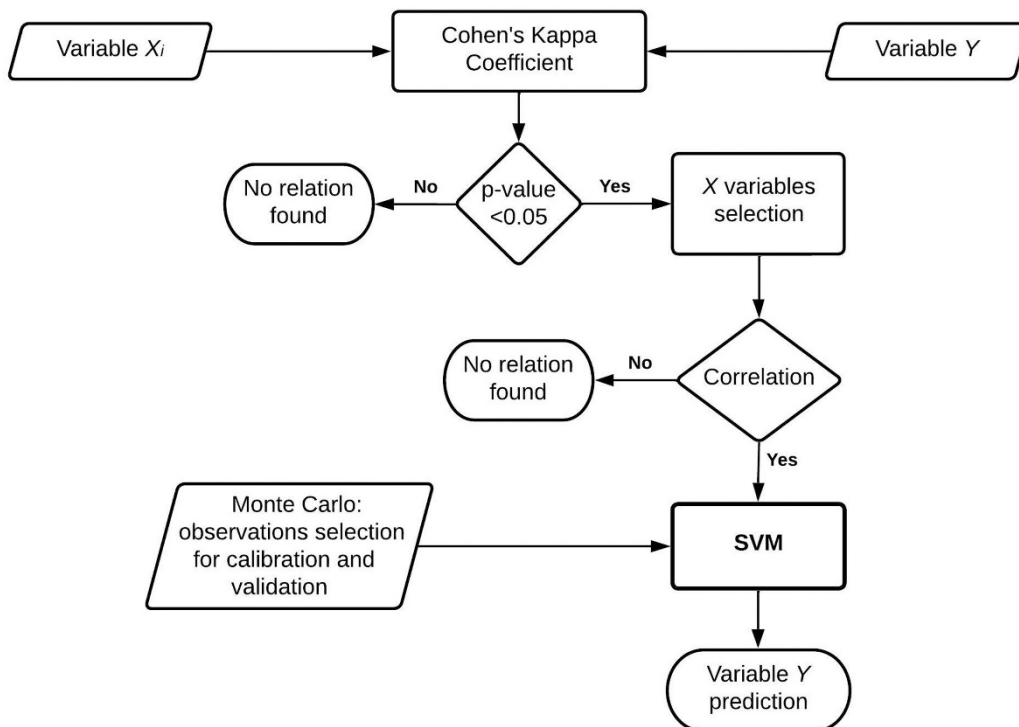 Variable Xi
Cohen's Kappa
Coefficient
Variable Y
No relation
found
No
p-value
<0.05
Yes
X variables
selection
No relation
found
No
Correlation
Yes
Monte Carlo:
observations selection
for calibration and
validation
SVM
Variable Y
prediction